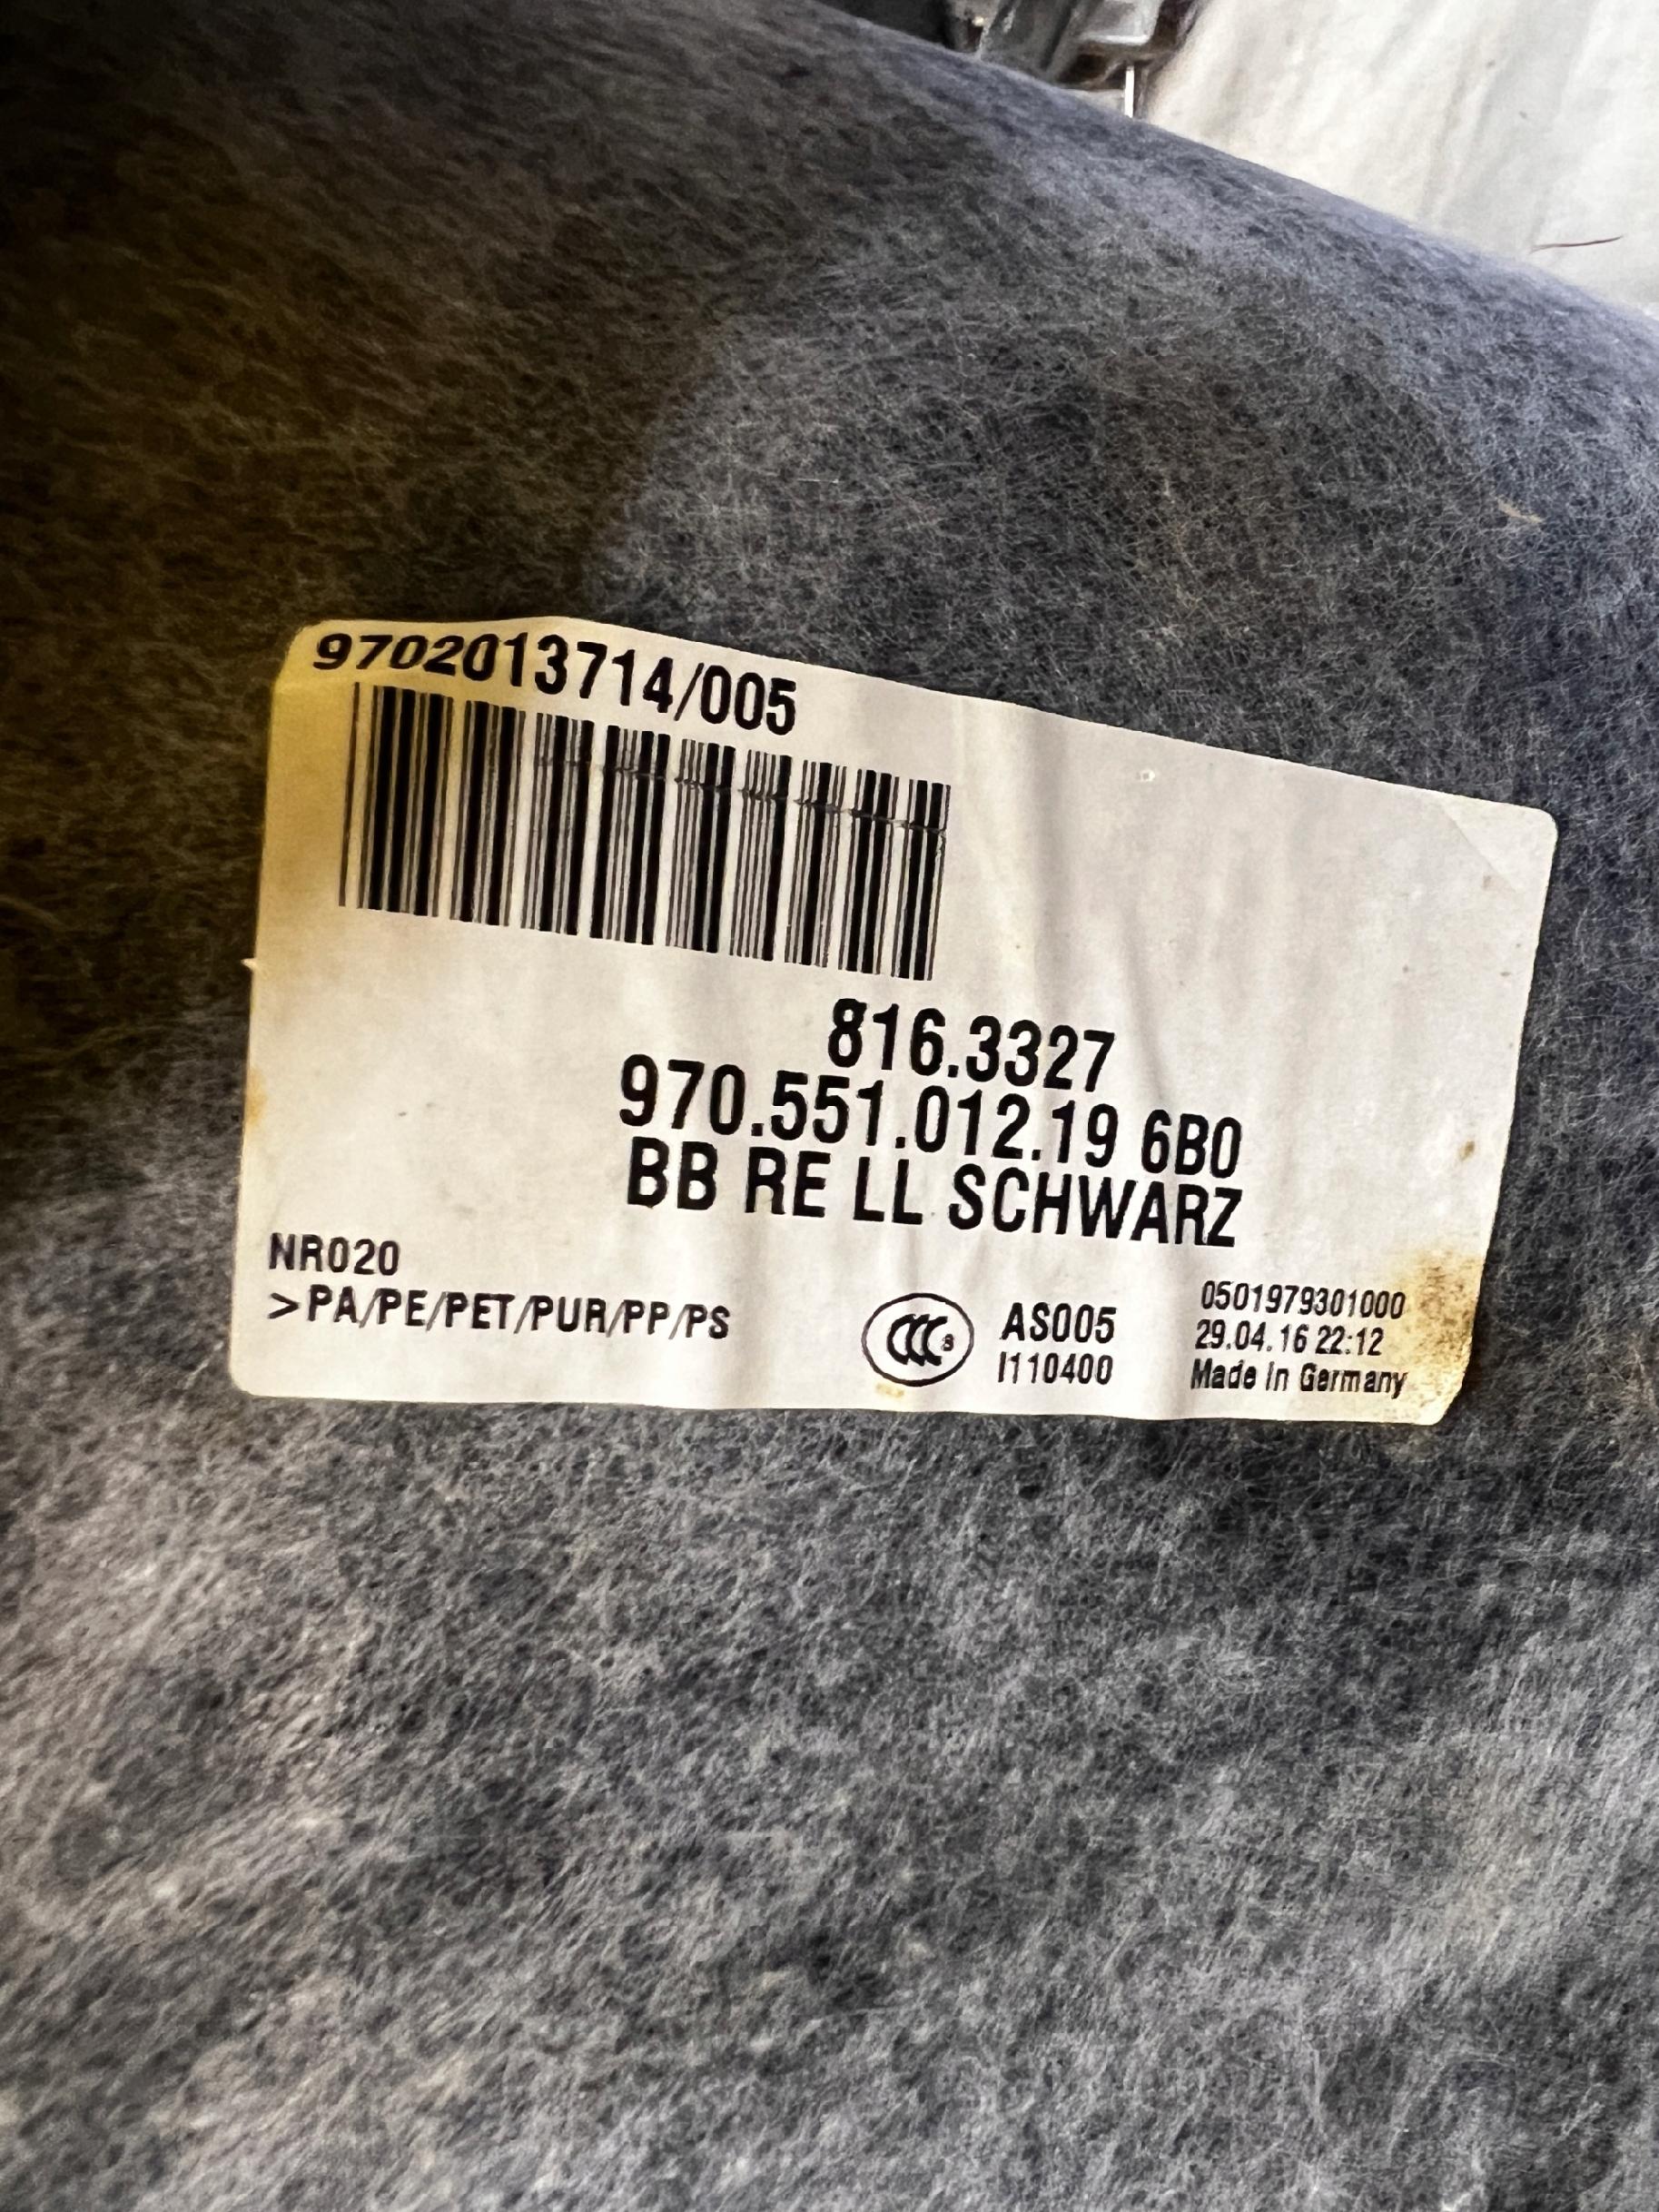 9702013714/005
816.3327
970.551.012.19 6B0
BB RE LL SCHWARZ
NR020
>PA/PE/PET/PUR/PP/PS
CCC S
AS005
I110400
0501979301000
29.04.16 22:12
Made in Germany